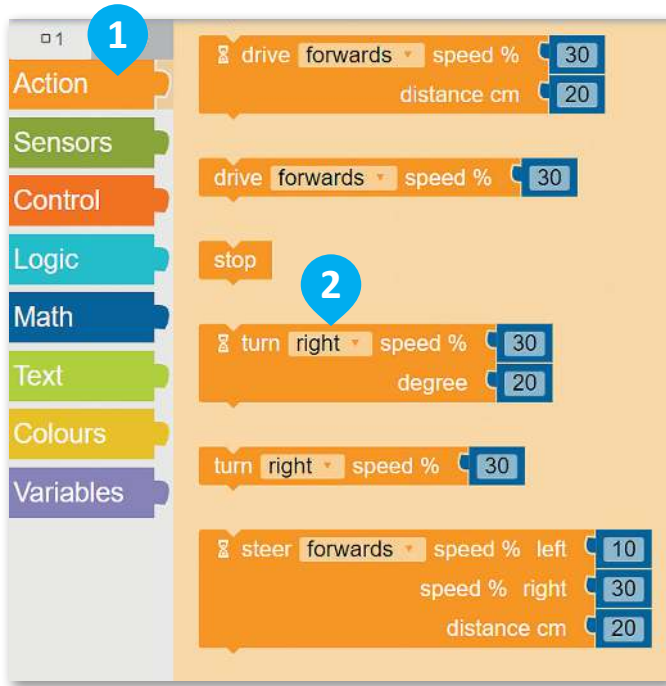 1
1
Action
Sensors
Control
Logic
Math
Text
Colours
Variables
drive forwards speed % 30
distance cm 20
drive forwards speed % 30
stop
2
turn right speed % 30
degree 20
turn right speed % 30
steer forwards speed % left 10
speed % right 30
distance cm 20